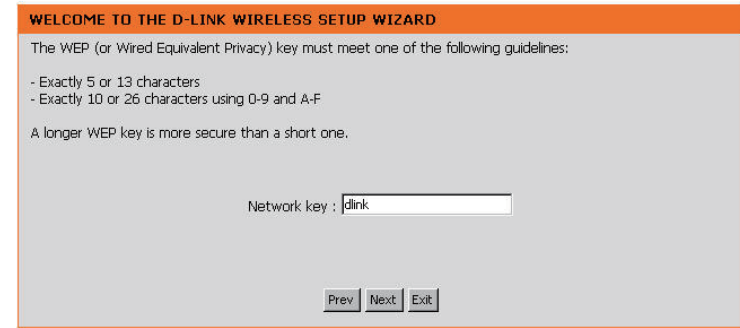 WELCOME TO THE D-LINK WIRELESS SETUP WIZARD
The WEP (or Wired Equivalent Privacy) key must meet one of the following guidelines:
- Exactly 5 or 13 characters
- Exactly 10 or 26 characters using 0-9 and A-F
A longer WEP key is more secure than a short one.
Network key : dlink
Prev Next Exit